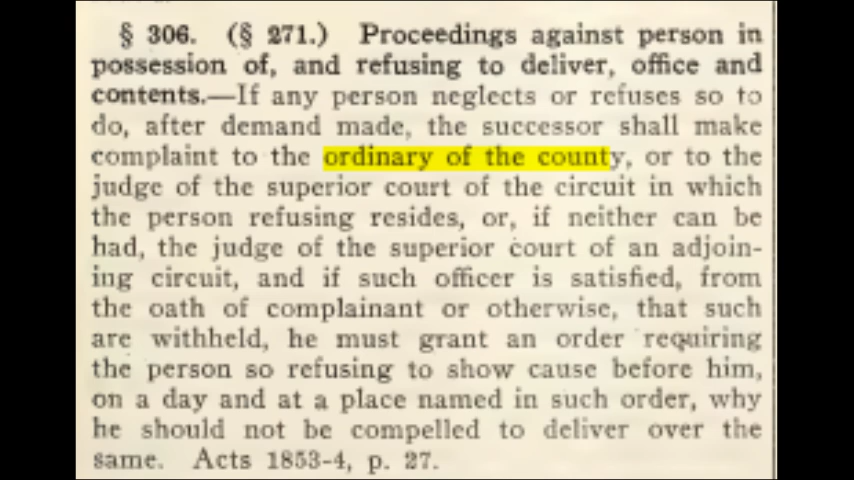 § 306. (§ 271.) Proceedings against person in
possession of, and refusing to deliver, office and
contents.—If any person neglects or refuses so to
do, after demand made, the successor shall make
complaint to the ordinary of the county, or to the
judge of the superior court of the circuit in which
the person refusing resides, or, if neither can be
had, the judge of the superior court of an adjoin-
ing circuit, and if such officer is satisfied, from
the oath of complainant or otherwise, that such
are withheld, he must grant an order requiring
the person so refusing to show cause before him,
on a day and at a place named in such order, why
he should not be compelled to deliver over the
same. Acts 1853-4, p. 27.